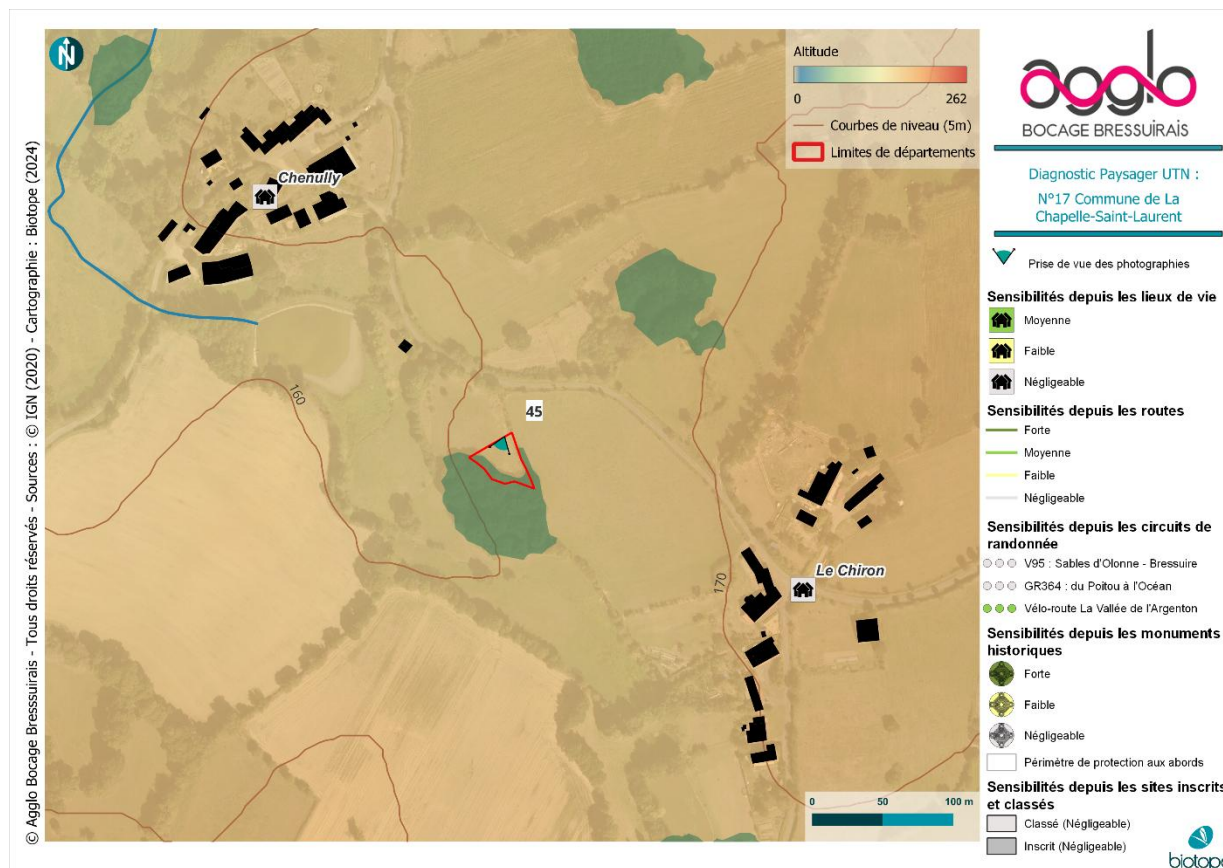 N
Altitude
0 262
Courbes de niveau (5m)
Limites de départements
Chenully
160
45
170
Le Chiron
0 50 100 m
© Agglo Bocage Bresssuirais - Tous droits réservés - Sources : © IGN (2020) - Cartographie : Biotope (2024)
agglo
BOCAGE BRESSUIRAIS
Diagnostic Paysager UTN :
N°17 Commune de La
Chapelle-Saint-Laurent
Prise de vue des photographies
Sensibilités depuis les lieux de vie
Moyenne
Faible
Négligeable
Sensibilités depuis les routes
Forte
Moyenne
Faible
Négligeable
Sensibilités depuis les circuits de
randonnée
V95 : Sables d'Olonne - Bressuire
GR364 : du Poitou à l'Océan
Vélo-route La Vallée de l'Argenton
Sensibilités depuis les monuments
historiques
Forte
Faible
Négligeable
Périmètre de protection aux abords
Sensibilités depuis les sites inscrits
et classés
Classé (Négligeable)
Inscrit (Négligeable)
biotope